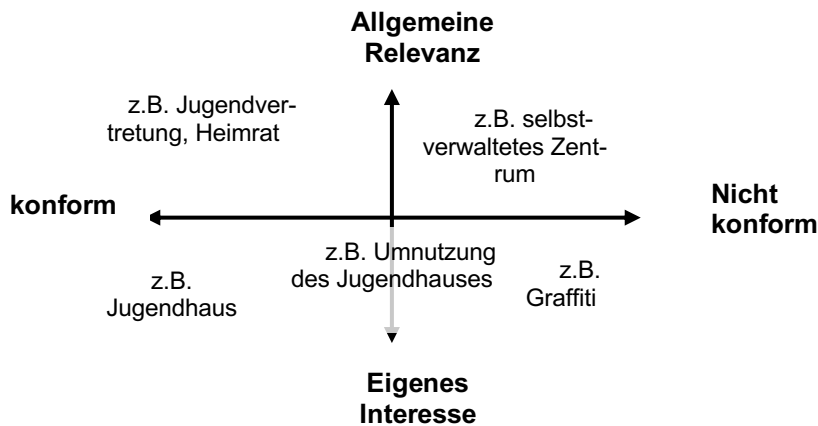 Allgemeine
Relevanz
z.B. Jugendver-
tretung, Heimrat
z.B. selbst-
verwaltetes Zent-
rum
konform
Nicht
konform
z.B. Umnutzung
des Jugendhauses
z.B.
Jugendhaus
z.B.
Graffiti
Eigenes
Interesse